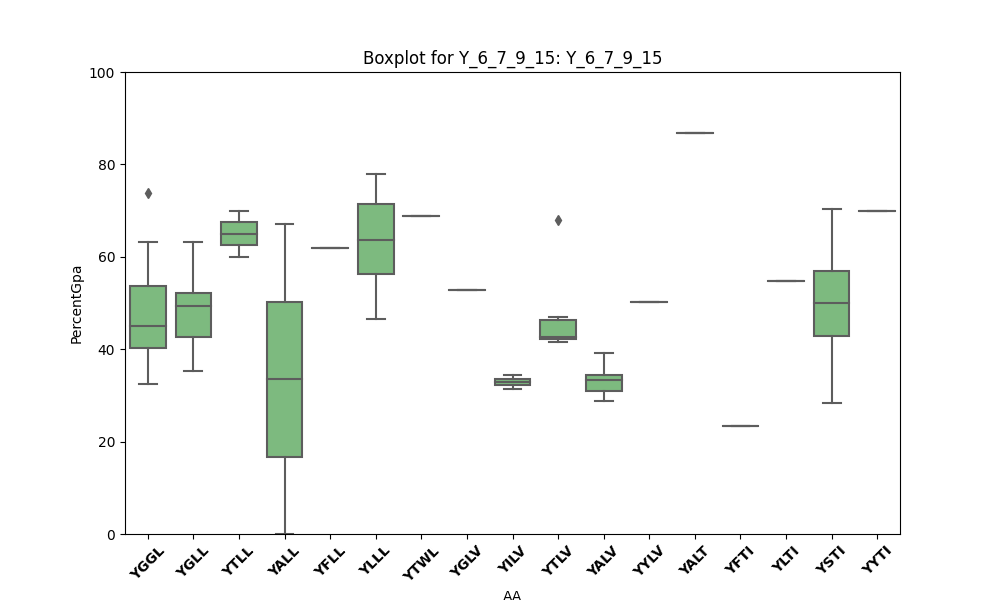 Boxplot for Y_6_7_9_15: Y_6_7_9_15
100
80
60
40
20
0
PercentGpa
YGGL YGLL YTLL YALL YFLL YLLL YTWL YGLV YILV YTLV YALV YYLV YALT YFTI YLTI YSTI YYTI
AA